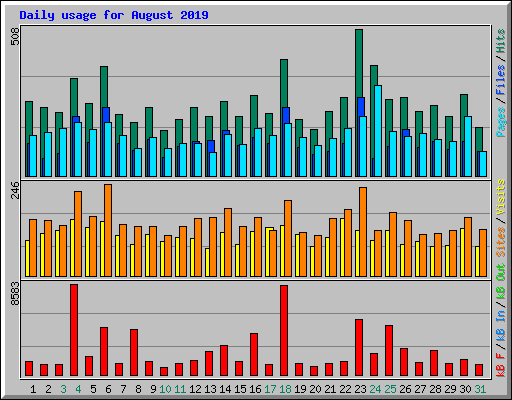 Daily usage for August 2019
508
Pages / Files / Hits
246
kB F / kB In / kB Out Sites / Visits
8583
1 2 3 4 5 6 7 8 9 10 11 12 13 14 15 16 17 18 19 20 21 22 23 24 25 26 27 28 29 30 31